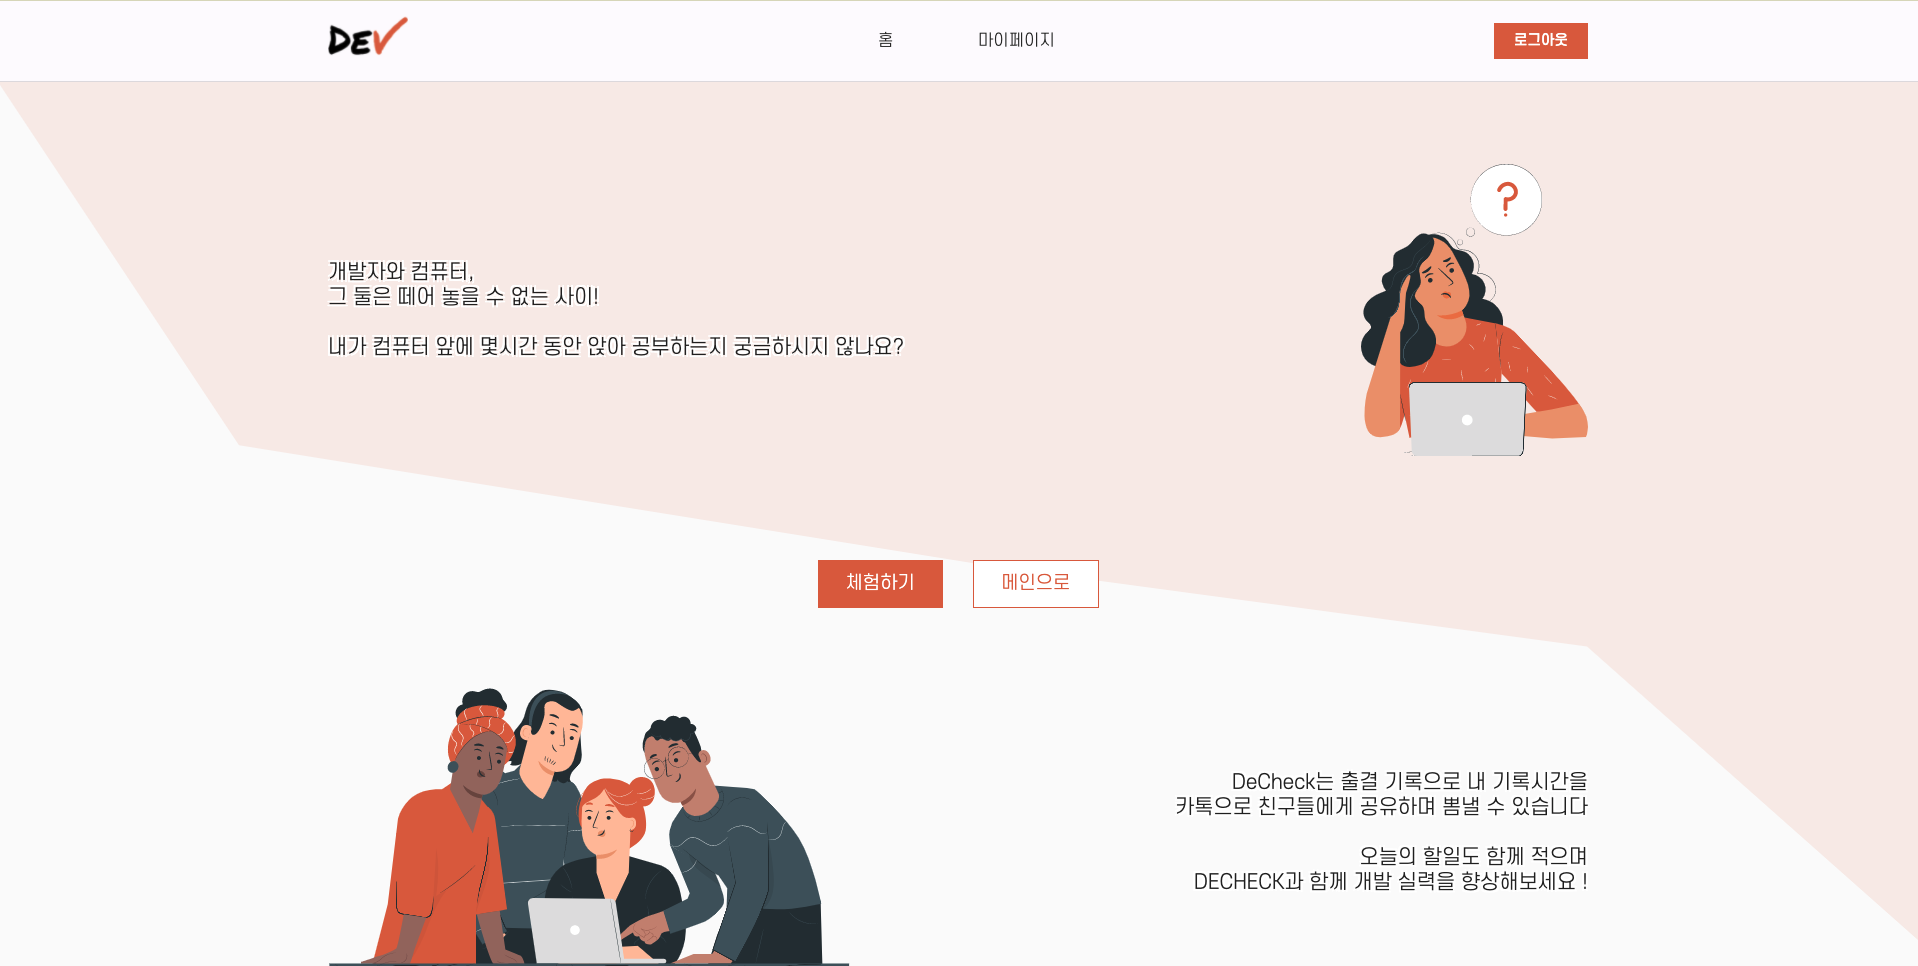 DEV
홈
마이페이지
로그아웃
?
개발자와 컴퓨터,
그 둘은 떼어 놓을 수 없는 사이!
내가 컴퓨터 앞에 몇시간 동안 앉아 공부하는지 궁금하시지 않나요?
체험하기
메인으로
DeCheck는 출결 기록으로 내 기록시간을
카톡으로 친구들에게 공유하며 뽐낼 수 있습니다
오늘의 할일도 함께 적으며
DECHECK과 함께 개발 실력을 향상해보세요 !